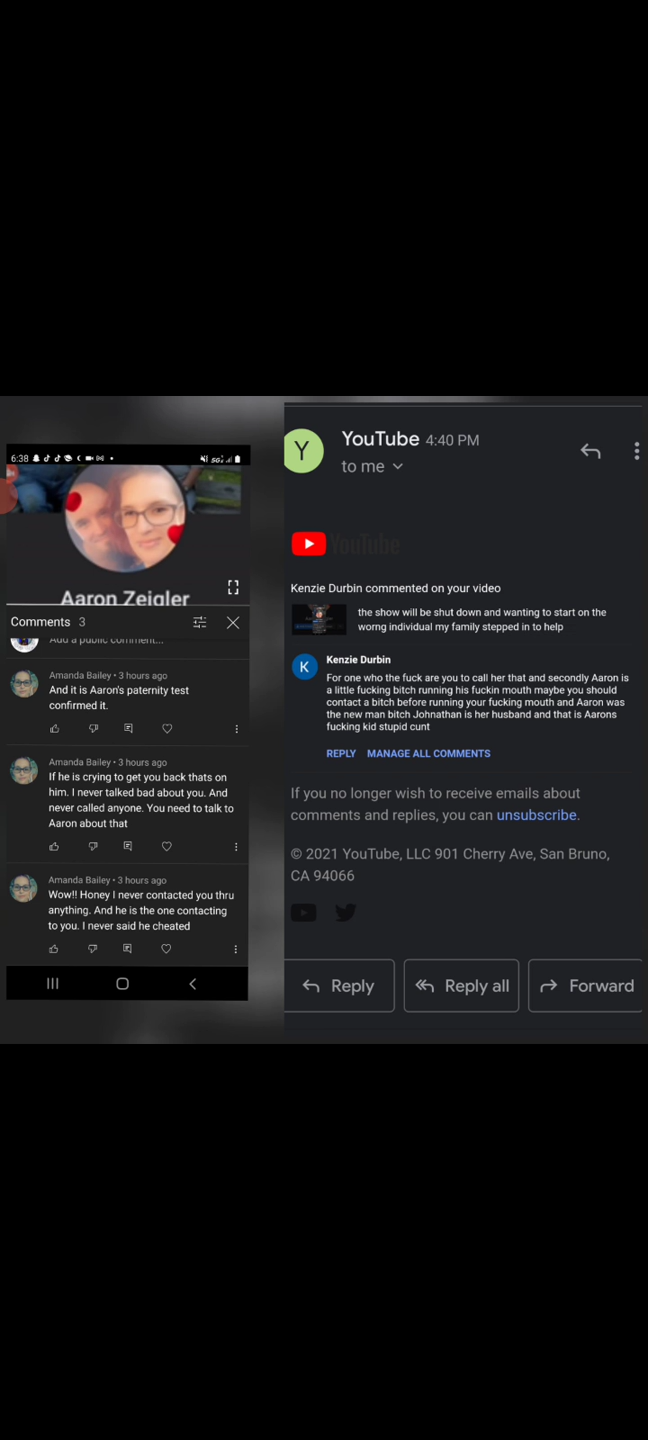 6:38
5G
Aaron Zeigler
Comments 3
Add a public comment...
Amanda Bailey • 3 hours ago
And it is Aaron's paternity test
confirmed it.
Amanda Bailey • 3 hours ago
If he is crying to get you back thats on
him. I never talked bad about you. And
never called anyone. You need to talk to
Aaron about that
Amanda Bailey • 3 hours ago
Wow!! Honey I never contacted you thru
anything. And he is the one contacting
to you. I never said he cheated
Y
YouTube 4:40 PM
to me
YouTube
Kenzie Durbin commented on your video
the show will be shut down and wanting to start on the
worng individual my family stepped in to help
K
Kenzie Durbin
For one who the fuck are you to call her that and secondly Aaron is
a little fucking bitch running his fuckin mouth maybe you should
contact a bitch before running your fucking mouth and Aaron was
the new man bitch Johnathan is her husband and that is Aarons
fucking kid stupid cunt
REPLY MANAGE ALL COMMENTS
If you no longer wish to receive emails about
comments and replies, you can unsubscribe.
© 2021 YouTube, LLC 901 Cherry Ave, San Bruno,
CA 94066
Reply Reply all Forward